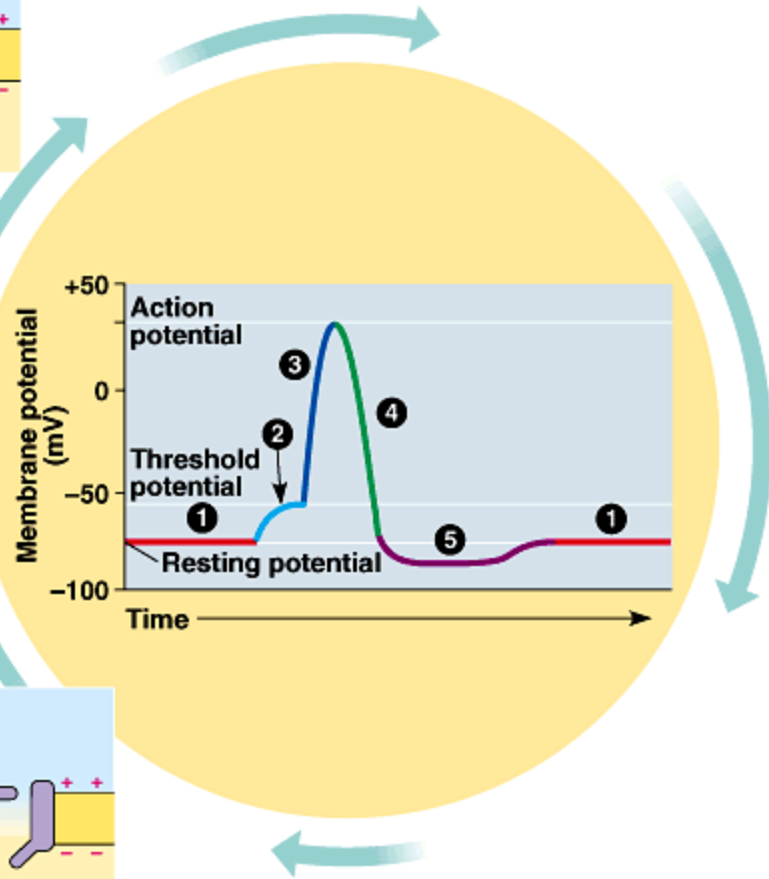 +
−
+50
Action
potential
3
0
4
2
Threshold
potential
−50
1
5
1
Resting potential
−100
Membrane potential
(mV)
Time
+ +
− −